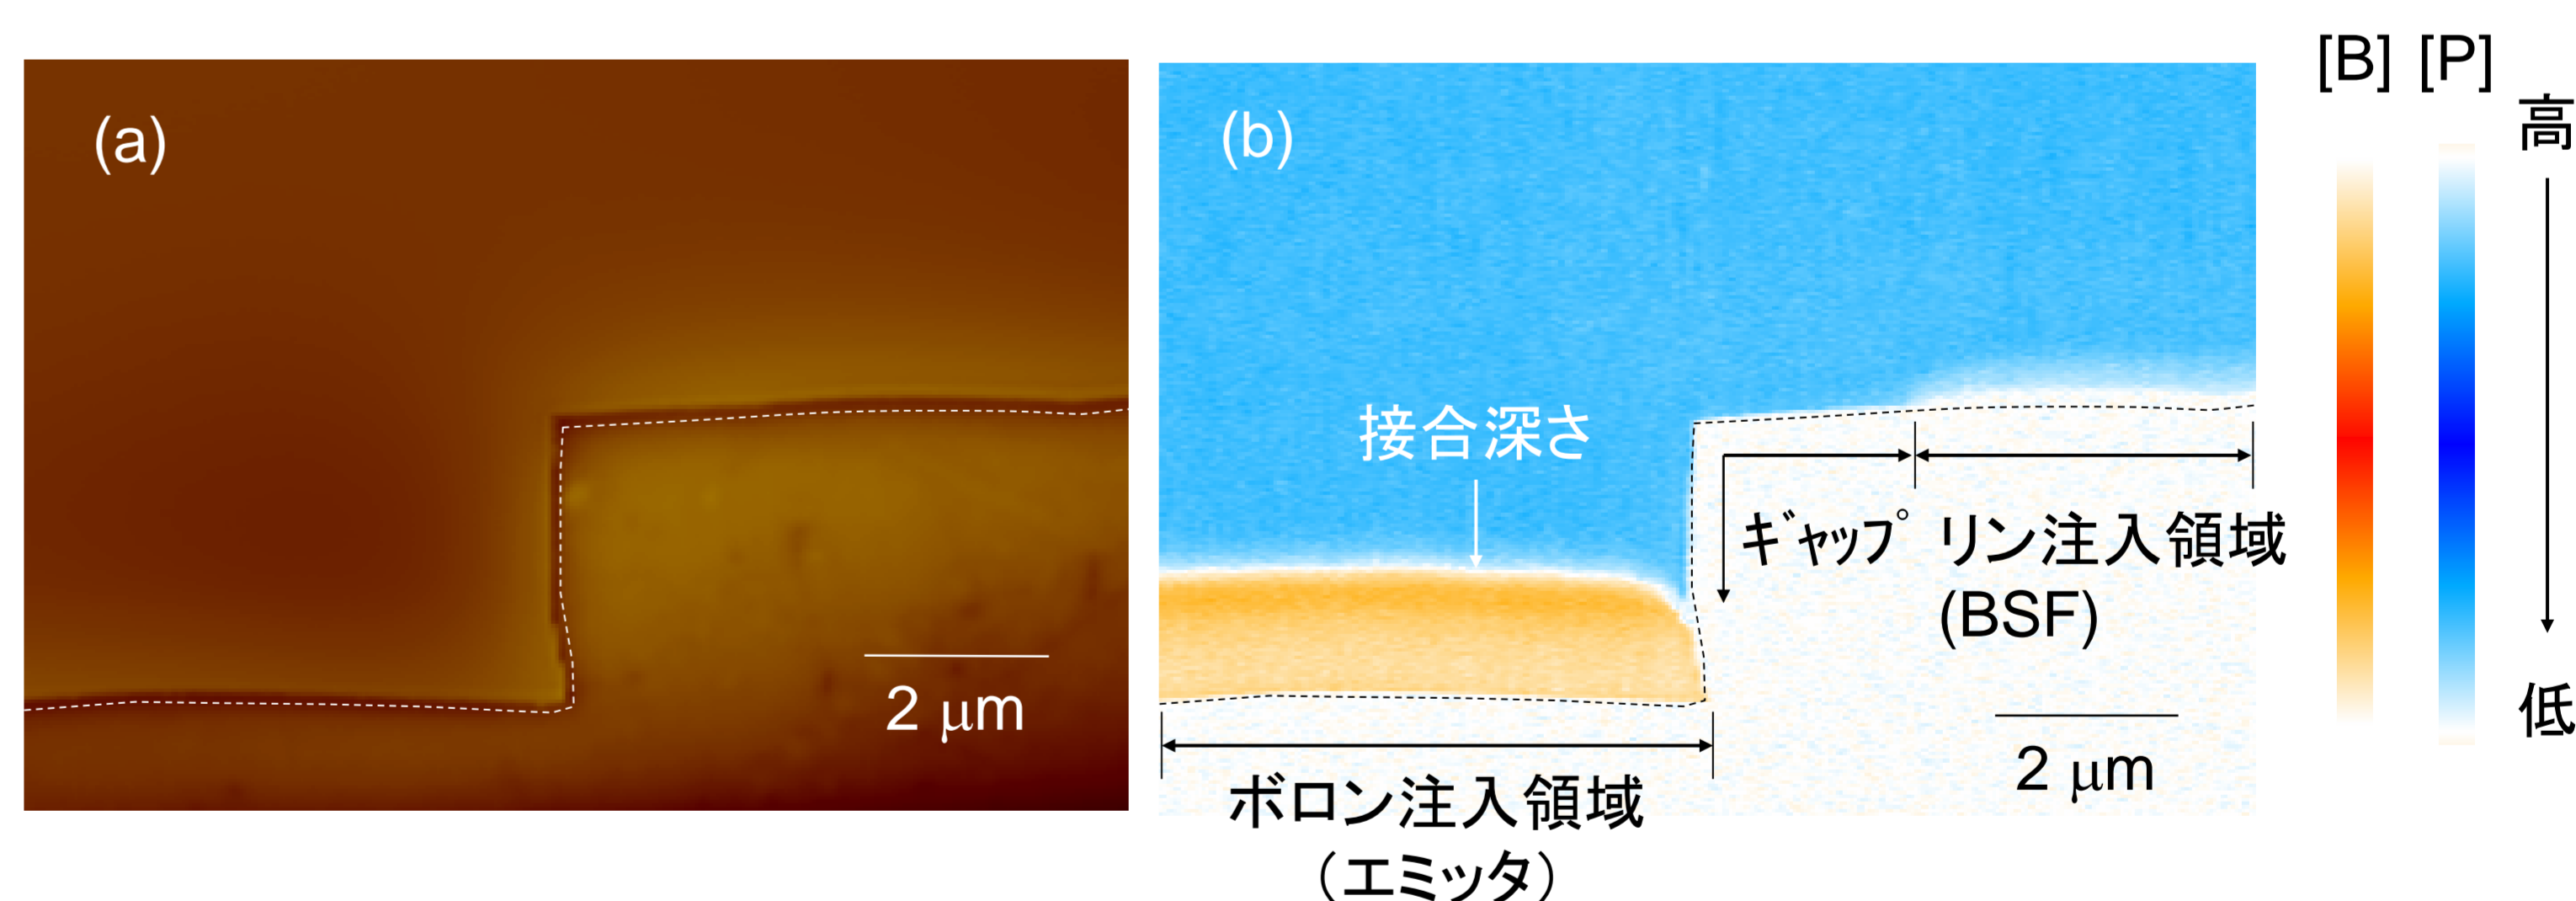 (a)
2 μm
(b)
接合深さ
ギャップ
リン注入領域
(BSF)
2 μm
ボロン注入領域
（エミッタ）
[B] [P]
高
低